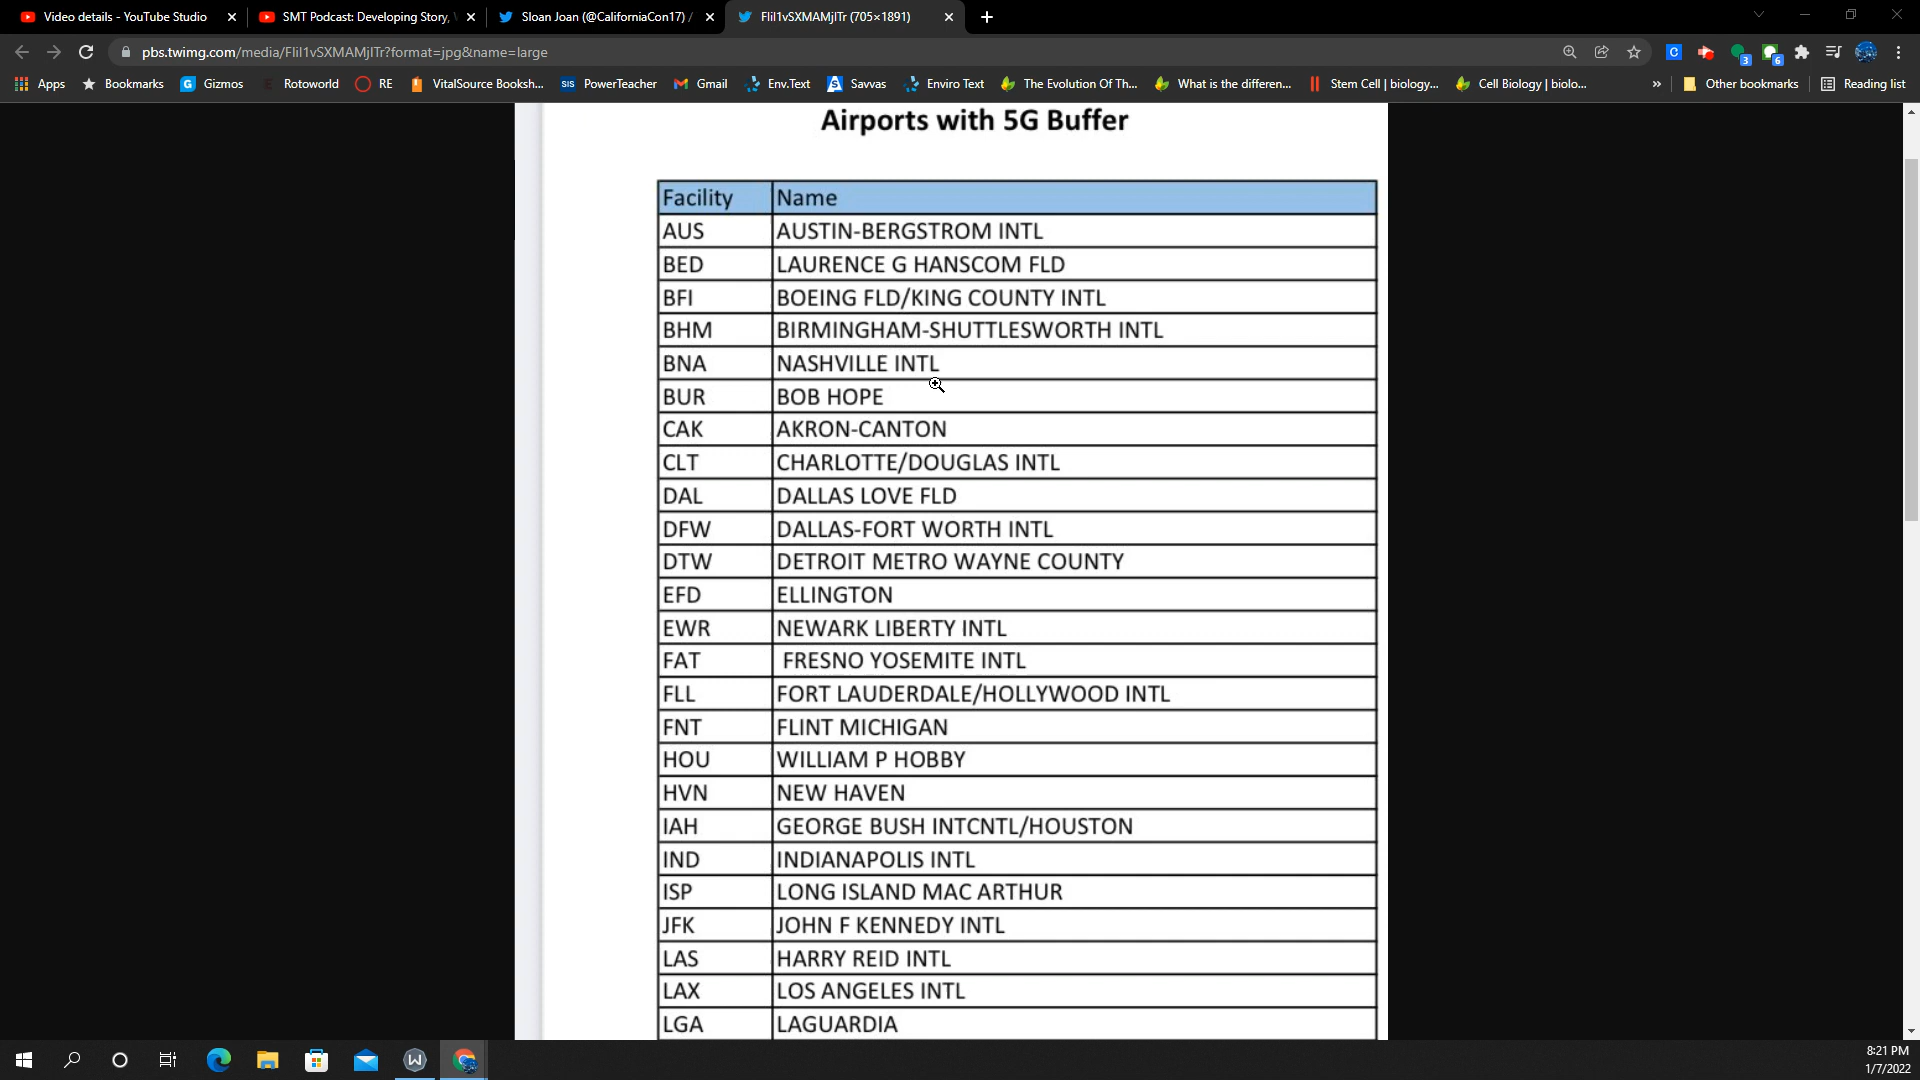 Video details - YouTube Studio
SMT Podcast: Developing Story,
Sloan Joan (@CaliforniaCon17) /
FIil1vSXMAMjlTr (705×1891)
pbs.twimg.com/media/FIil1vSXMAMjlTr?format=jpg&name=large
3
6
Apps
Bookmarks
Gizmos
Rotoworld
RE
VitalSource Booksh...
SIS PowerTeacher
Gmail
Env.Text
Savvas
Enviro Text
The Evolution Of Th...
What is the differen...
Stem Cell | biology...
Cell Biology | biolo...
»
Other bookmarks
Reading list
Airports with 5G Buffer
Facility Name
AUS AUSTIN-BERGSTROM INTL
BED LAURENCE G HANSCOM FLD
BFI BOEING FLD/KING COUNTY INTL
BHM BIRMINGHAM-SHUTTLESWORTH INTL
BNA NASHVILLE INTL
BUR BOB HOPE
CAK AKRON-CANTON
CLT CHARLOTTE/DOUGLAS INTL
DAL DALLAS LOVE FLD
DFW DALLAS-FORT WORTH INTL
DTW DETROIT METRO WAYNE COUNTY
EFD ELLINGTON
EWR NEWARK LIBERTY INTL
FAT FRESNO YOSEMITE INTL
FLL FORT LAUDERDALE/HOLLYWOOD INTL
FNT FLINT MICHIGAN
HOU WILLIAM P HOBBY
HVN NEW HAVEN
IAH GEORGE BUSH INTCNTL/HOUSTON
IND INDIANAPOLIS INTL
ISP LONG ISLAND MAC ARTHUR
JFK JOHN F KENNEDY INTL
LAS HARRY REID INTL
LAX LOS ANGELES INTL
LGA LAGUARDIA
8:21 PM
1/7/2022